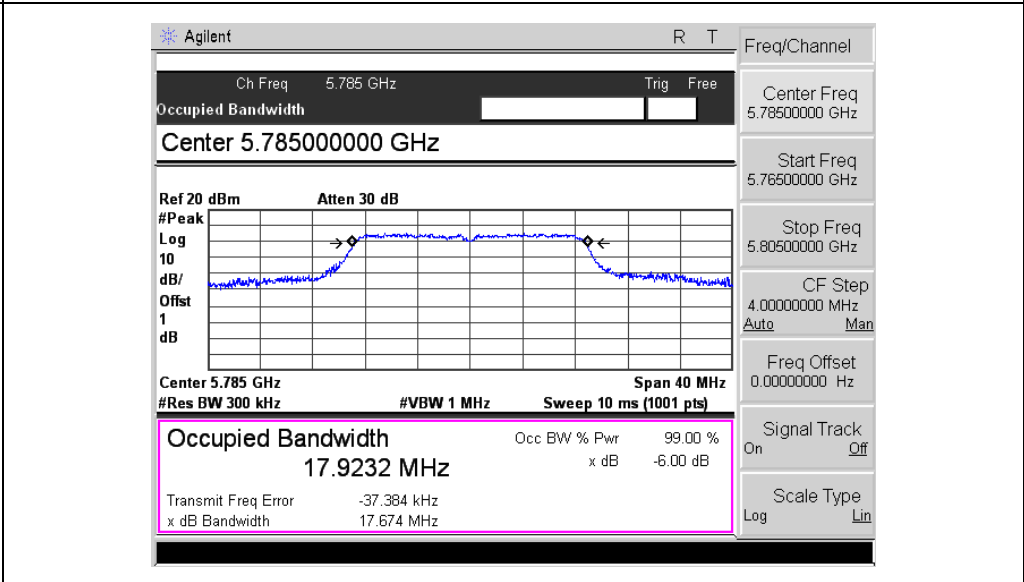 Agilent R T
Ch Freq 5.785 GHz Trig Free
Occupied Bandwidth
Center 5.785000000 GHz
Ref 20 dBm Atten 30 dB
#Peak
Log
10
dB/
Offst
1
dB
Center 5.785 GHz Span 40 MHz
#Res BW 300 kHz #VBW 1 MHz Sweep 10 ms (1001 pts)
Occupied Bandwidth Occ BW % Pwr 99.00 %
17.9232 MHz x dB -6.00 dB
Transmit Freq Error -37.384 kHz
x dB Bandwidth 17.674 MHz
Freq/Channel
Center Freq
5.78500000 GHz
Start Freq
5.76500000 GHz
Stop Freq
5.80500000 GHz
CF Step
4.00000000 MHz
Auto Man
Freq Offset
0.00000000 Hz
Signal Track
On Off
Scale Type
Log Lin